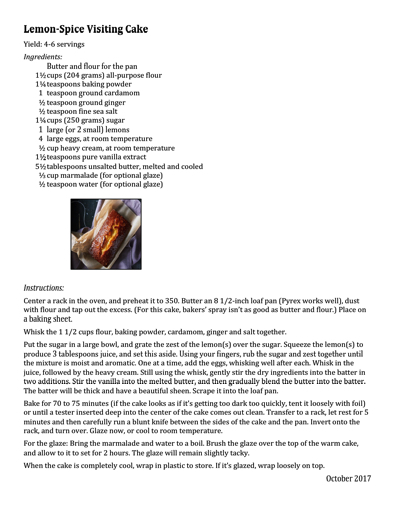 Lemon-Spice Visiting Cake
Yield: 4-6 servings
Ingredients:
Butter and flour for the pan
1½ cups (204 grams) all-purpose flour
1¼ teaspoons baking powder
1 teaspoon ground cardamom
½ teaspoon ground ginger
½ teaspoon fine sea salt
1¼ cups (250 grams) sugar
1 large (or 2 small) lemons
4 large eggs, at room temperature
½ cup heavy cream, at room temperature
1½ teaspoons pure vanilla extract
5½ tablespoons unsalted butter, melted and cooled
⅓ cup marmalade (for optional glaze)
½ teaspoon water (for optional glaze)
Instructions:
Center a rack in the oven, and preheat it to 350. Butter an 8 1/2-inch loaf pan (Pyrex works well), dust
with flour and tap out the excess. (For this cake, bakers' spray isn't as good as butter and flour.) Place on
a baking sheet.
Whisk the 1 1/2 cups flour, baking powder, cardamom, ginger and salt together.
Put the sugar in a large bowl, and grate the zest of the lemon(s) over the sugar. Squeeze the lemon(s) to
produce 3 tablespoons juice, and set this aside. Using your fingers, rub the sugar and zest together until
the mixture is moist and aromatic. One at a time, add the eggs, whisking well after each. Whisk in the
juice, followed by the heavy cream. Still using the whisk, gently stir the dry ingredients into the batter in
two additions. Stir the vanilla into the melted butter, and then gradually blend the butter into the batter.
The batter will be thick and have a beautiful sheen. Scrape it into the loaf pan.
Bake for 70 to 75 minutes (if the cake looks as if it's getting too dark too quickly, tent it loosely with foil)
or until a tester inserted deep into the center of the cake comes out clean. Transfer to a rack, let rest for 5
minutes and then carefully run a blunt knife between the sides of the cake and the pan. Invert onto the
rack, and turn over. Glaze now, or cool to room temperature.
For the glaze: Bring the marmalade and water to a boil. Brush the glaze over the top of the warm cake,
and allow to it to set for 2 hours. The glaze will remain slightly tacky.
When the cake is completely cool, wrap in plastic to store. If it's glazed, wrap loosely on top.
October 2017